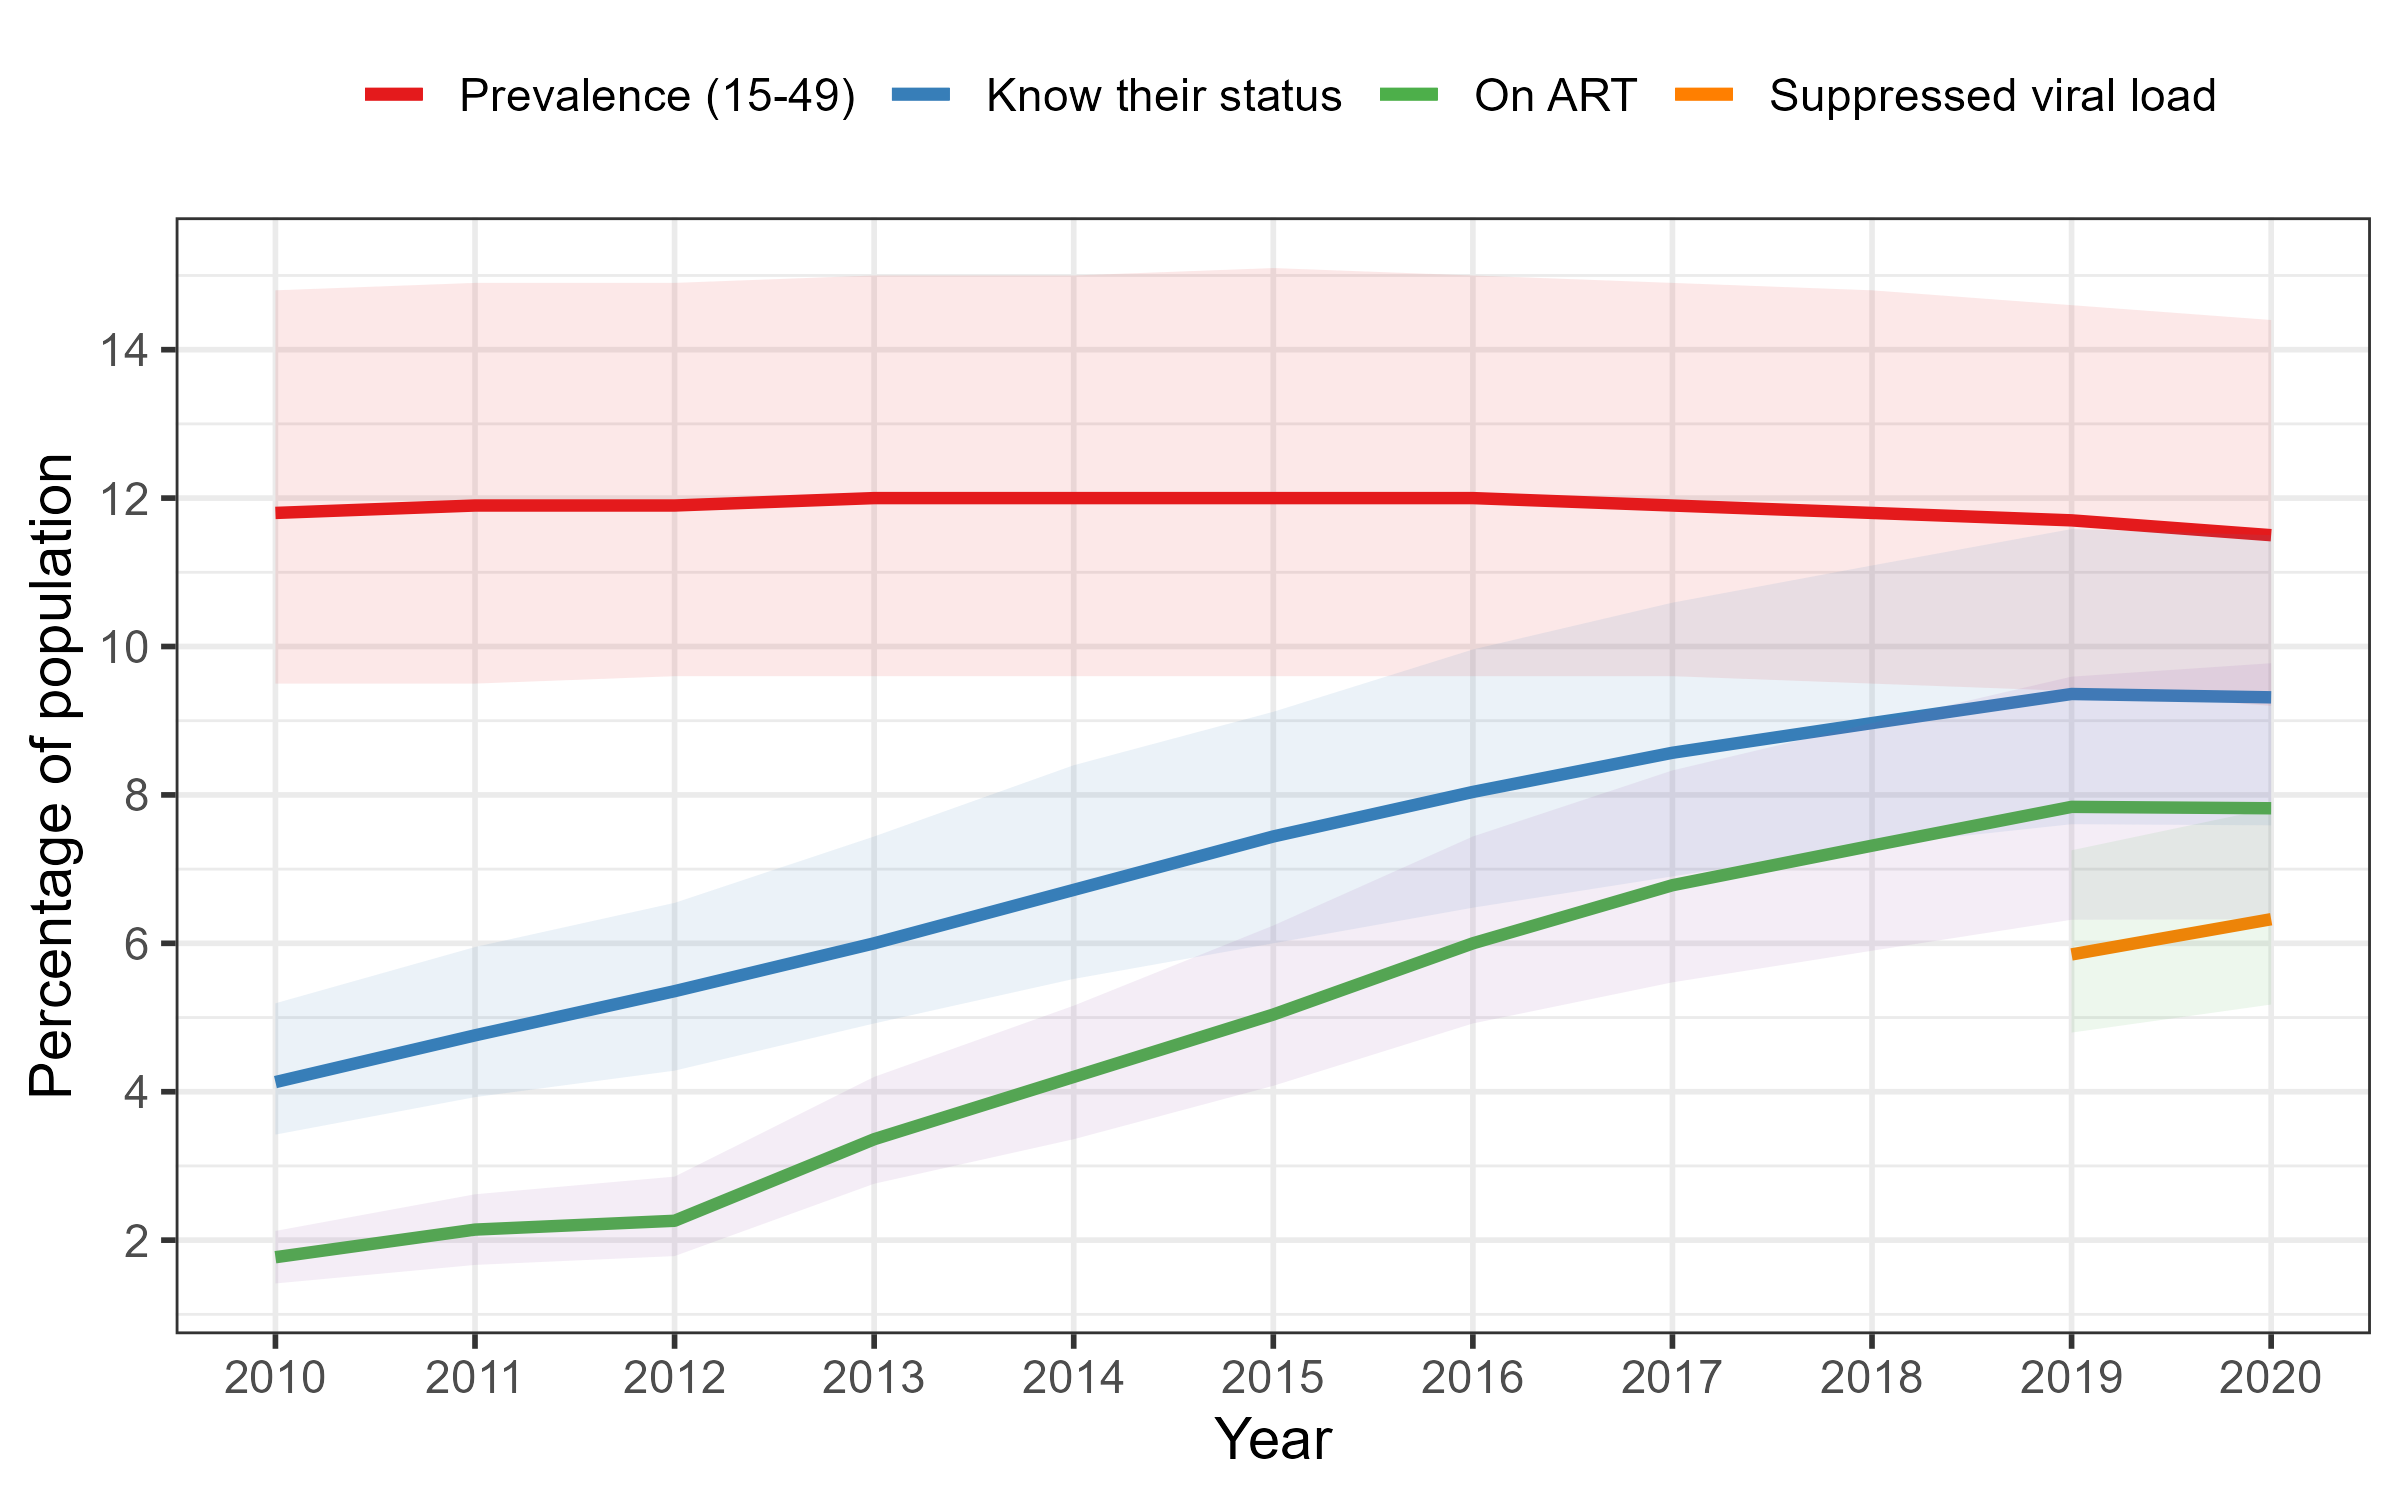 Prevalence (15-49) Know their status On ART Suppressed viral load
Percentage of population
14
12
10
8
6
4
2
2010 2011 2012 2013 2014 2015 2016 2017 2018 2019 2020
Year